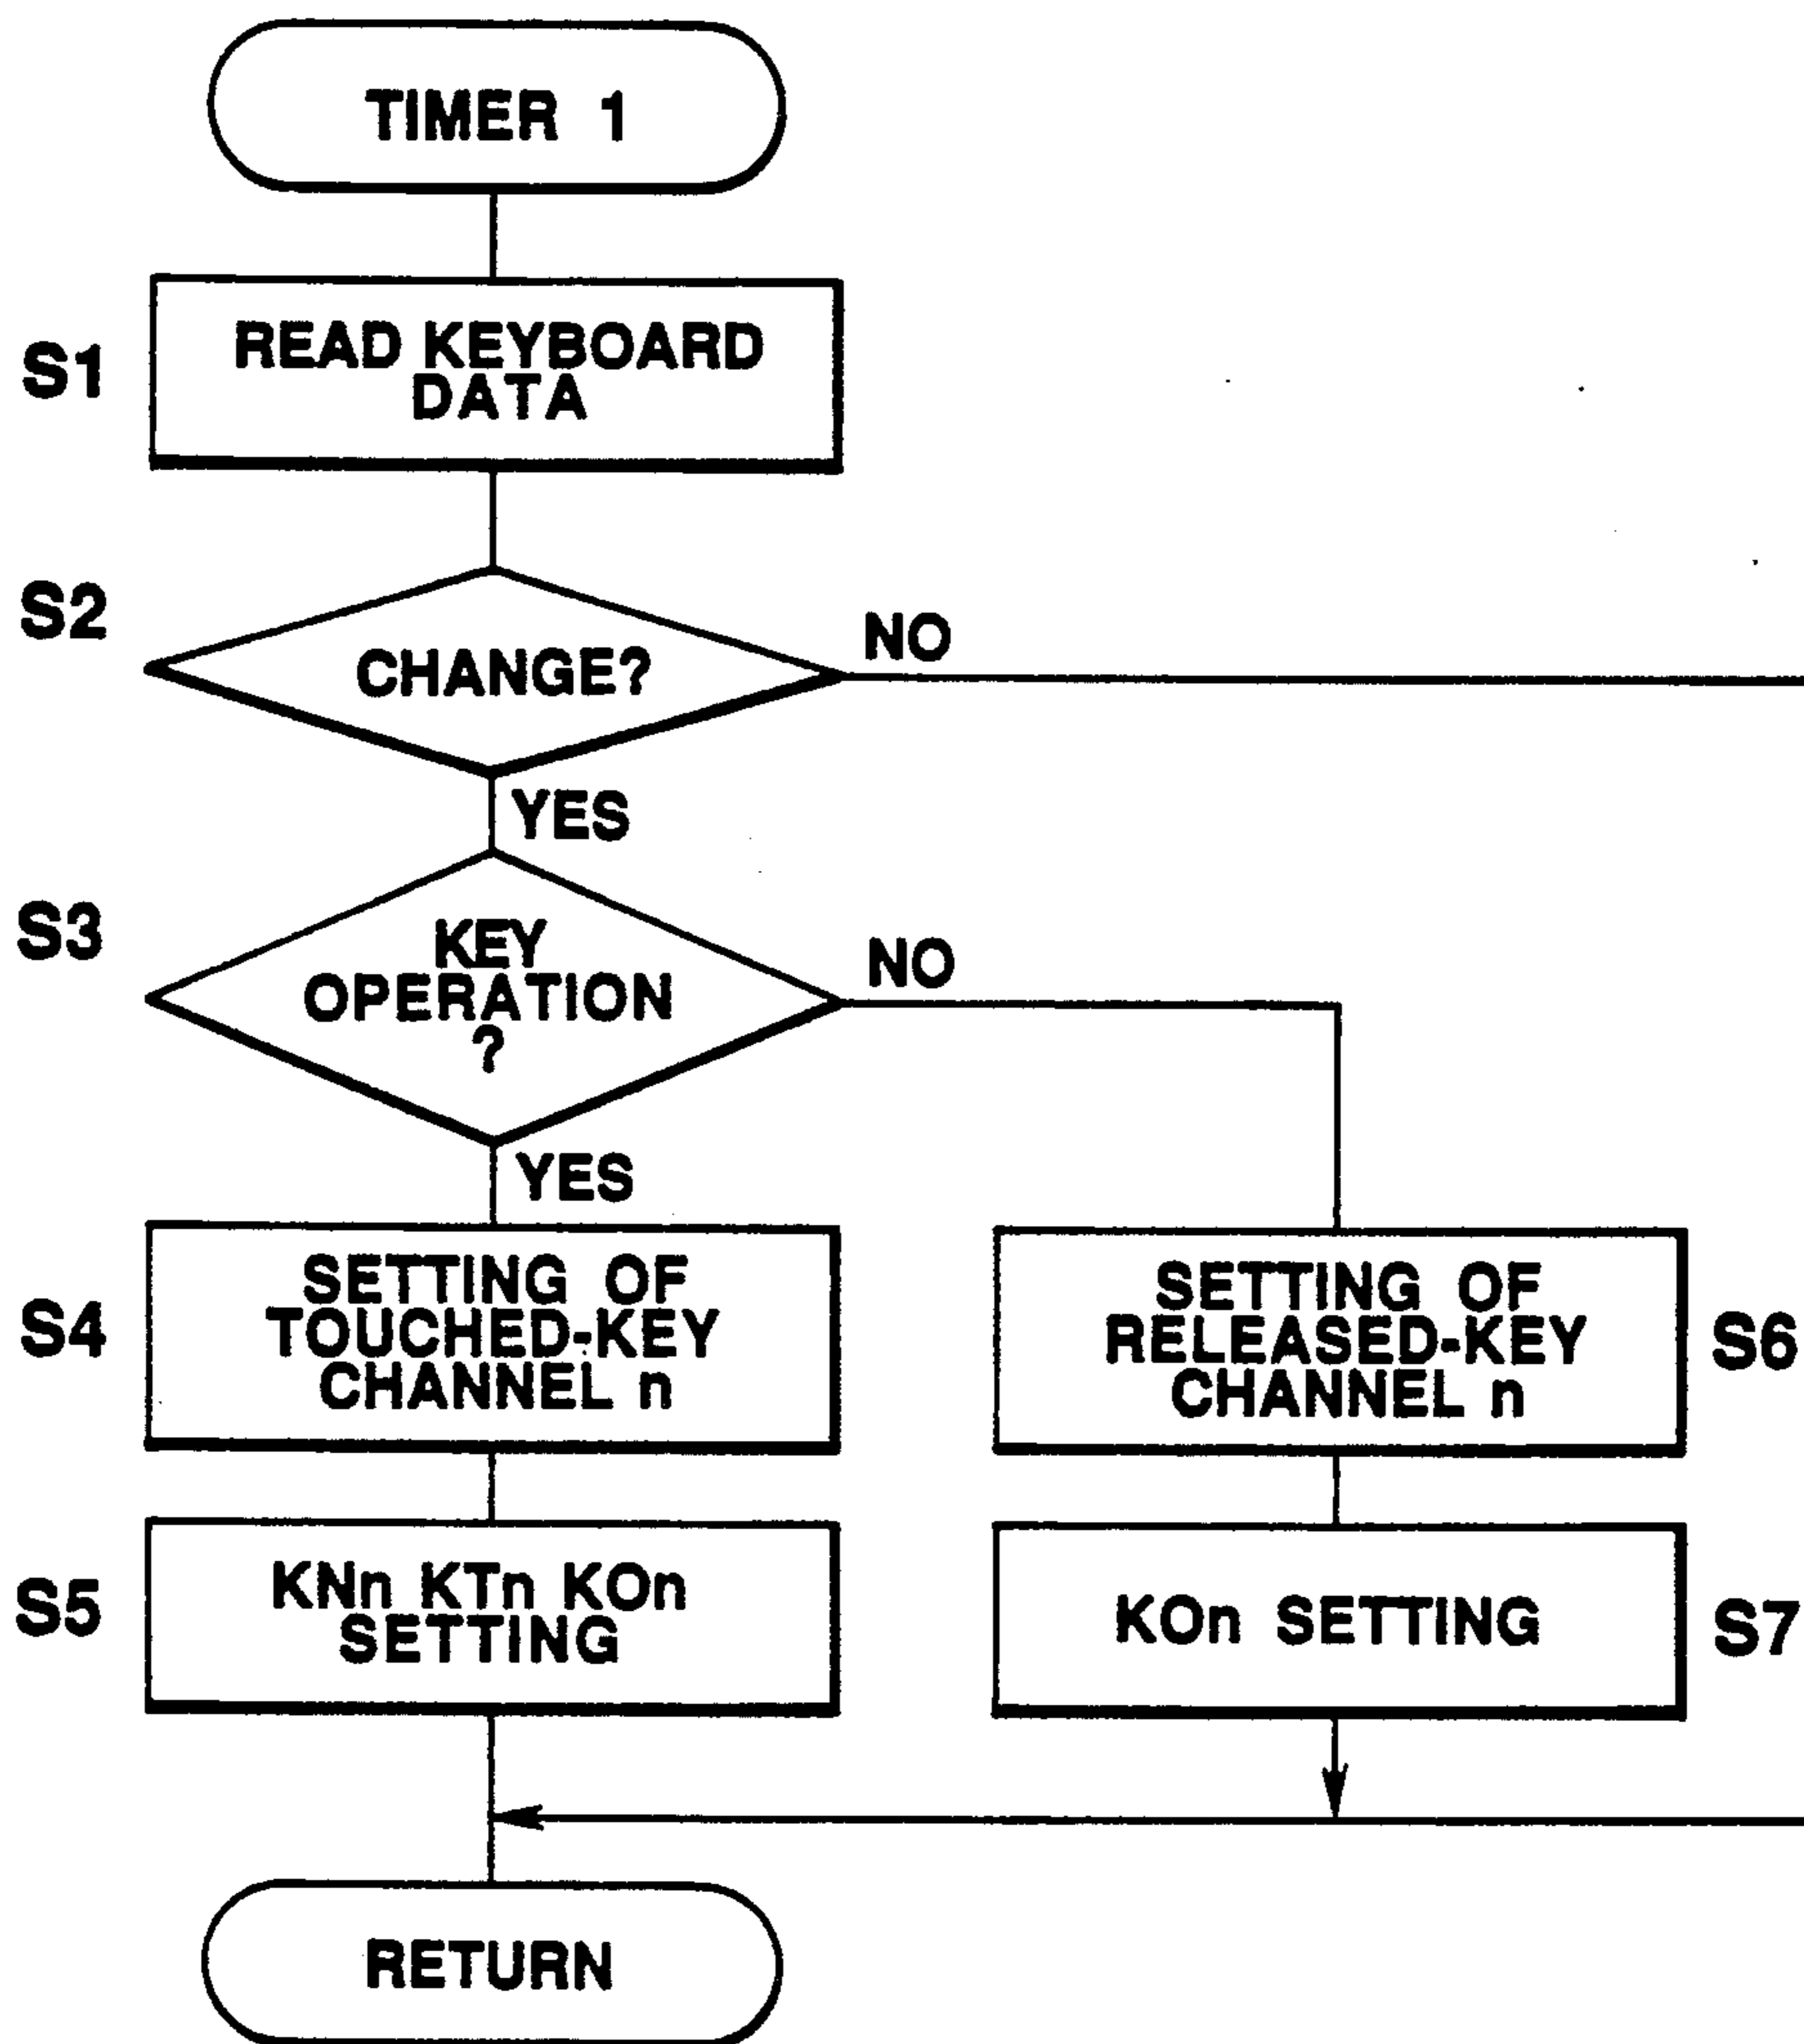 TIMER 1
S1
READ KEYBOARD
DATA
S2
CHANGE?
NO
YES
S3
KEY
OPERATION
?
NO
YES
S4
SETTING OF
TOUCHED-KEY
CHANNEL n
SETTING OF
RELEASED-KEY
CHANNEL n
S6
S5
KNn KTn KOn
SETTING
KOn SETTING
S7
RETURN